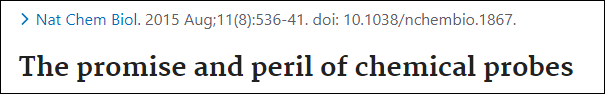 > Nat Chem Biol. 2015 Aug;11(8):536-41. doi: 10.1038/nchembio.1867.
The promise and peril of chemical probes